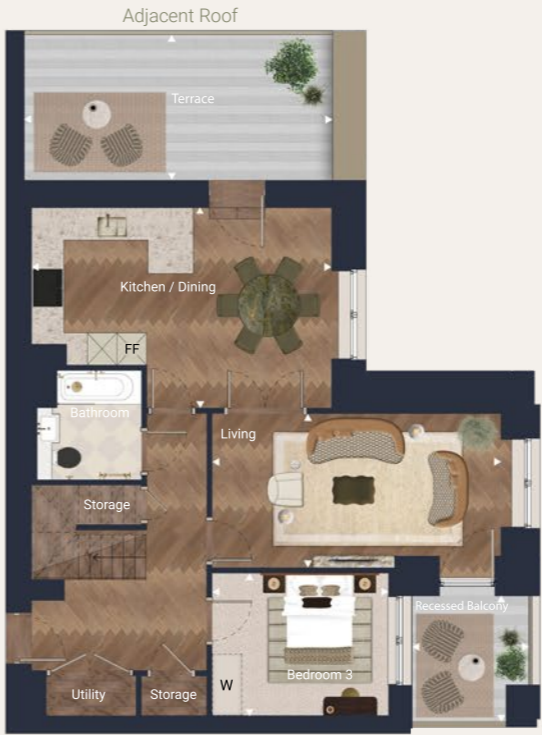 Adjacent Roof
Terrace
Kitchen / Dining
FF
Bathroom
Living
Storage
Recessed Balcony
Bedroom 3
W
Utility
Storage